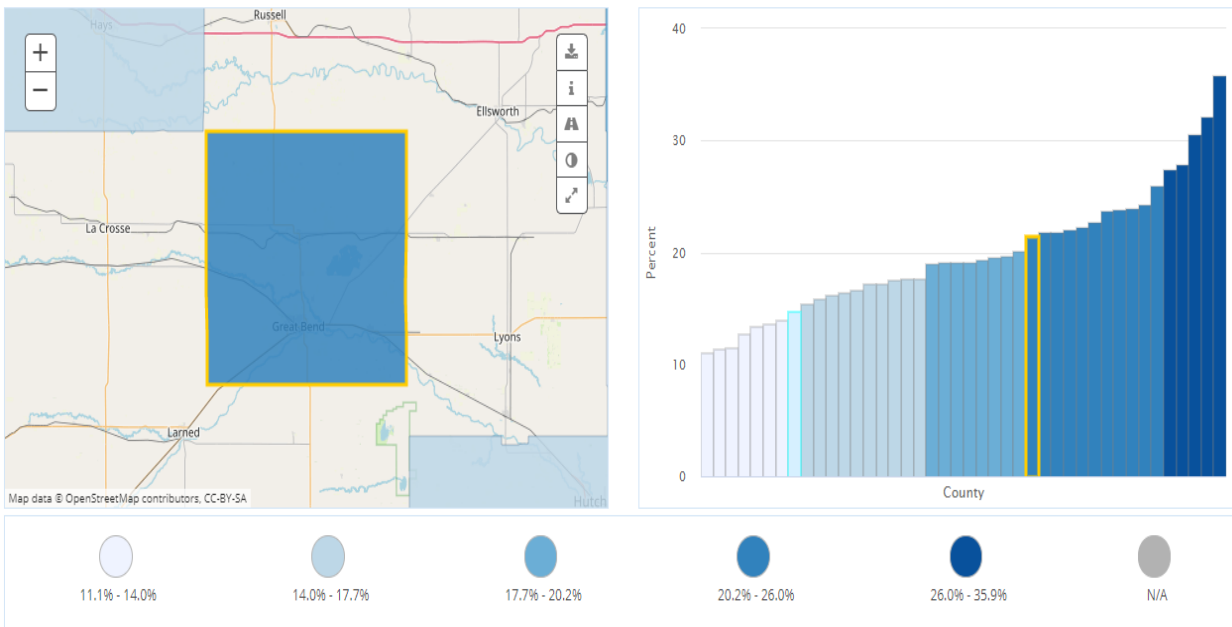 Hays
Russell
+
−
i
Ellsworth
La Crosse
Great Bend
Lyons
Larned
Hutch
Map data © OpenStreetMap contributors, CC-BY-SA
40
30
20
10
0
Percent
County
11.1% - 14.0%
14.0% - 17.7%
17.7% - 20.2%
20.2% - 26.0%
26.0% - 35.9%
N/A